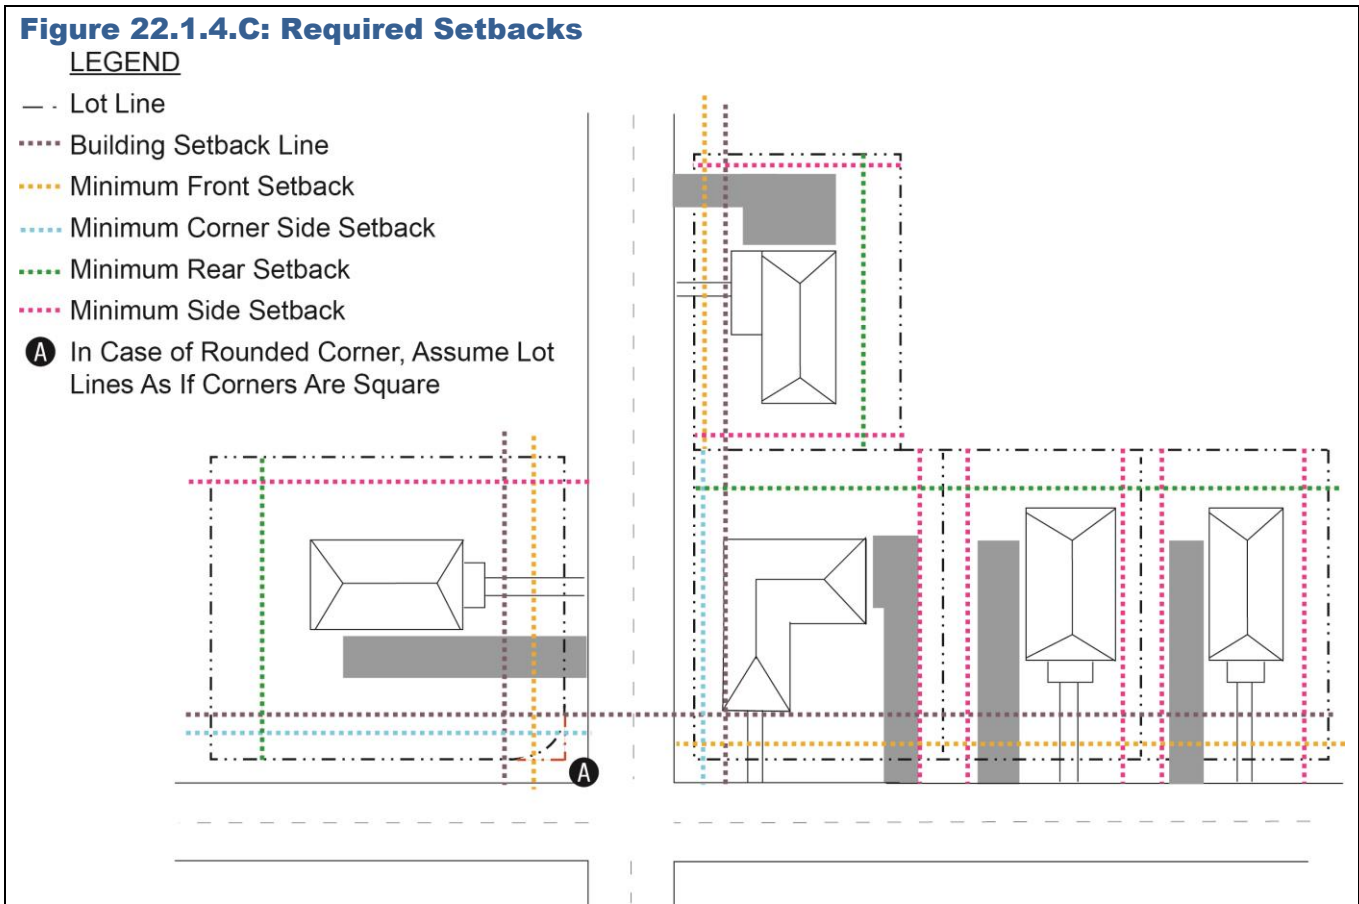 Figure 22.1.4.C: Required Setbacks
LEGEND
Lot Line
Building Setback Line
Minimum Front Setback
Minimum Corner Side Setback
Minimum Rear Setback
Minimum Side Setback
A In Case of Rounded Corner, Assume Lot
Lines As If Corners Are Square
A